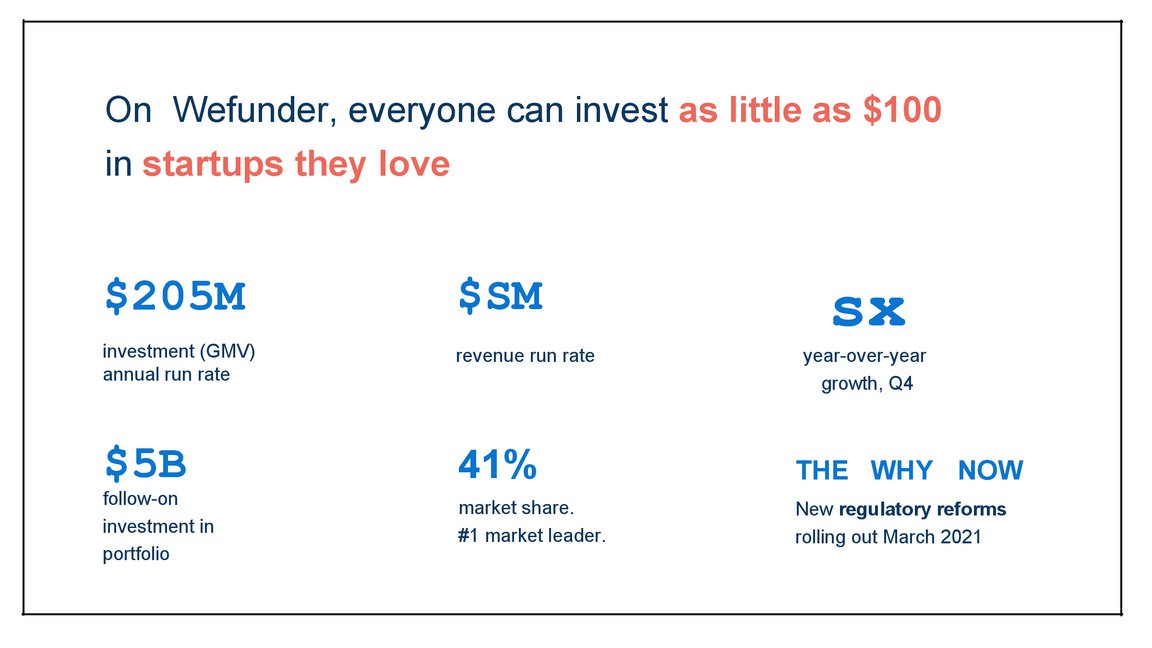 On Wefunder, everyone can invest as little as $100
in startups they love
$205M
investment (GMV)
annual run rate
$SM
revenue run rate
sx
year-over-year
growth, Q4
$5B
follow-on
investment in
portfolio
41%
market share.
#1 market leader.
THE WHY NOW
New regulatory reforms
rolling out March 2021